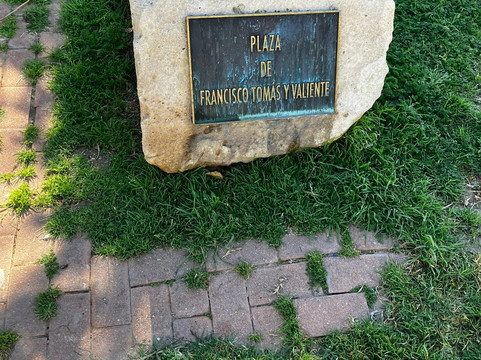 PLAZA
DE
FRANCISCO TOMÁS Y VALIENTE